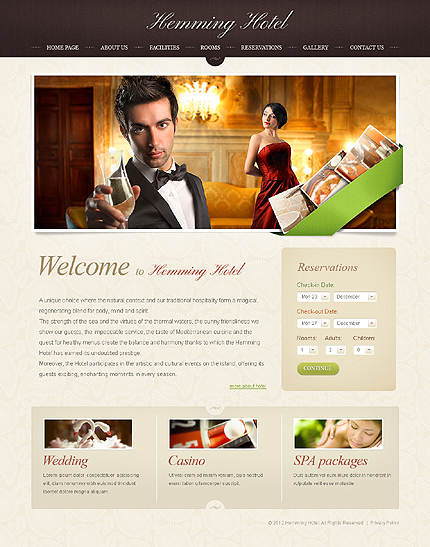 Hemming Hotel
HOME PAGE ABOUT US FACILITIES ROOMS RESERVATIONS GALLERY CONTACT US
Welcome to Hemming Hotel
A unique choice where the natural context and our traditional hospitality form a magical,
regenerating blend for body, mind and spirit.
The strength of the sea and the virtues of the thermal waters, the sunny friendliness we
show our guests, the impeccable service, the taste of Mediterranean cuisine and the
quest for healthy menus create the balance and harmony thanks to which the Hemming
Hotel has earned its undoubted prestige.
Moreover, the Hotel participates in the artistic and cultural events on the island, offering its
guests exciting, enchanting moments in every season.
more about hotel
Reservations
Check-in Date:
Mon 23 December
Check-out Date:
Mon 27 December
Rooms: Adults: Children:
1 2 0
CONTINUE
Wedding
Lorem ipsum dolor consectetuer adipiscing
elit, diam nonummy nibh euismod tincidunt
laoreet dolore magna aliquam.
Casino
Ut wisi enim ad minim veniam, quis nostrud
exerci tation ullamcorper suscipit.
SPA packages
Duis autem vel eum iriure dolor in hendrerit in
vulputate velit esse molestie.
© 2012 Hemming Hotel. All Rights Reserved | Privacy Policy